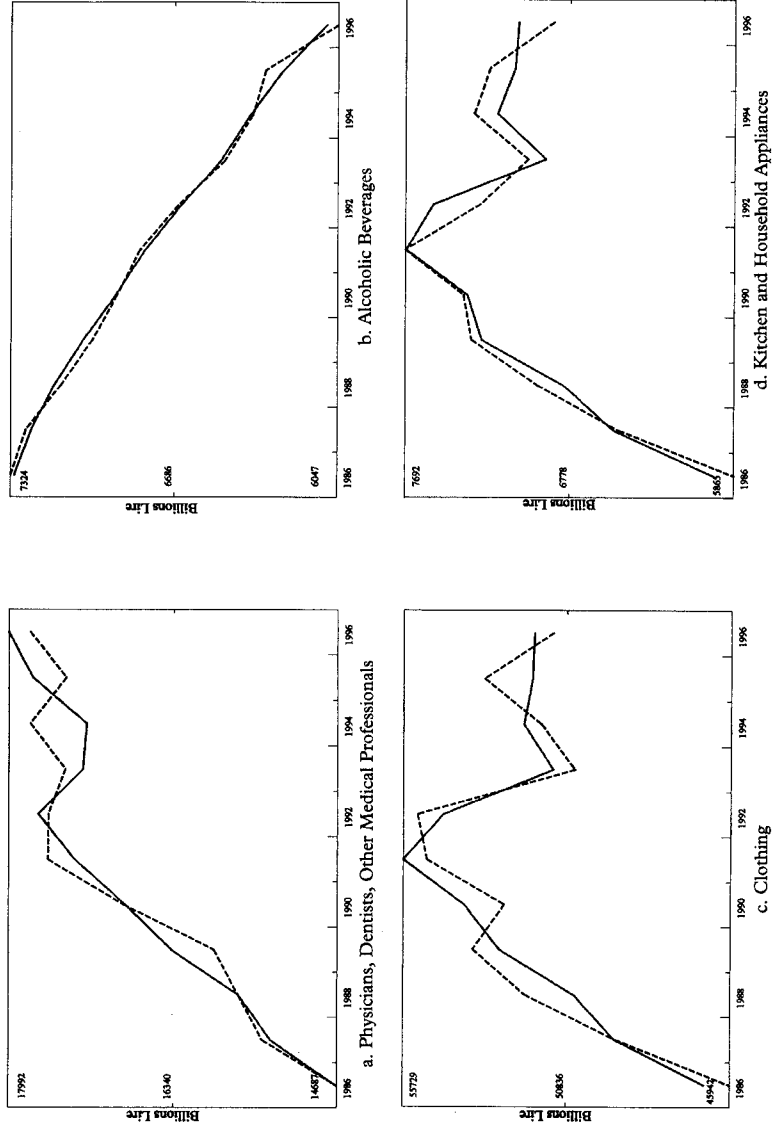 Billions Lire
17992
16340
14687
1986 1988 1990 1992 1994 1996
a. Physicians, Dentists, Other Medical Professionals
Billions Lire
7324
6686
6047
1986 1988 1990 1992 1994 1996
b. Alcoholic Beverages
Billions Lire
55729
50836
45942
1986 1988 1990 1992 1994 1996
c. Clothing
Billions Lire
7692
6778
5865
1986 1988 1990 1992 1994 1996
d. Kitchen and Household Appliances